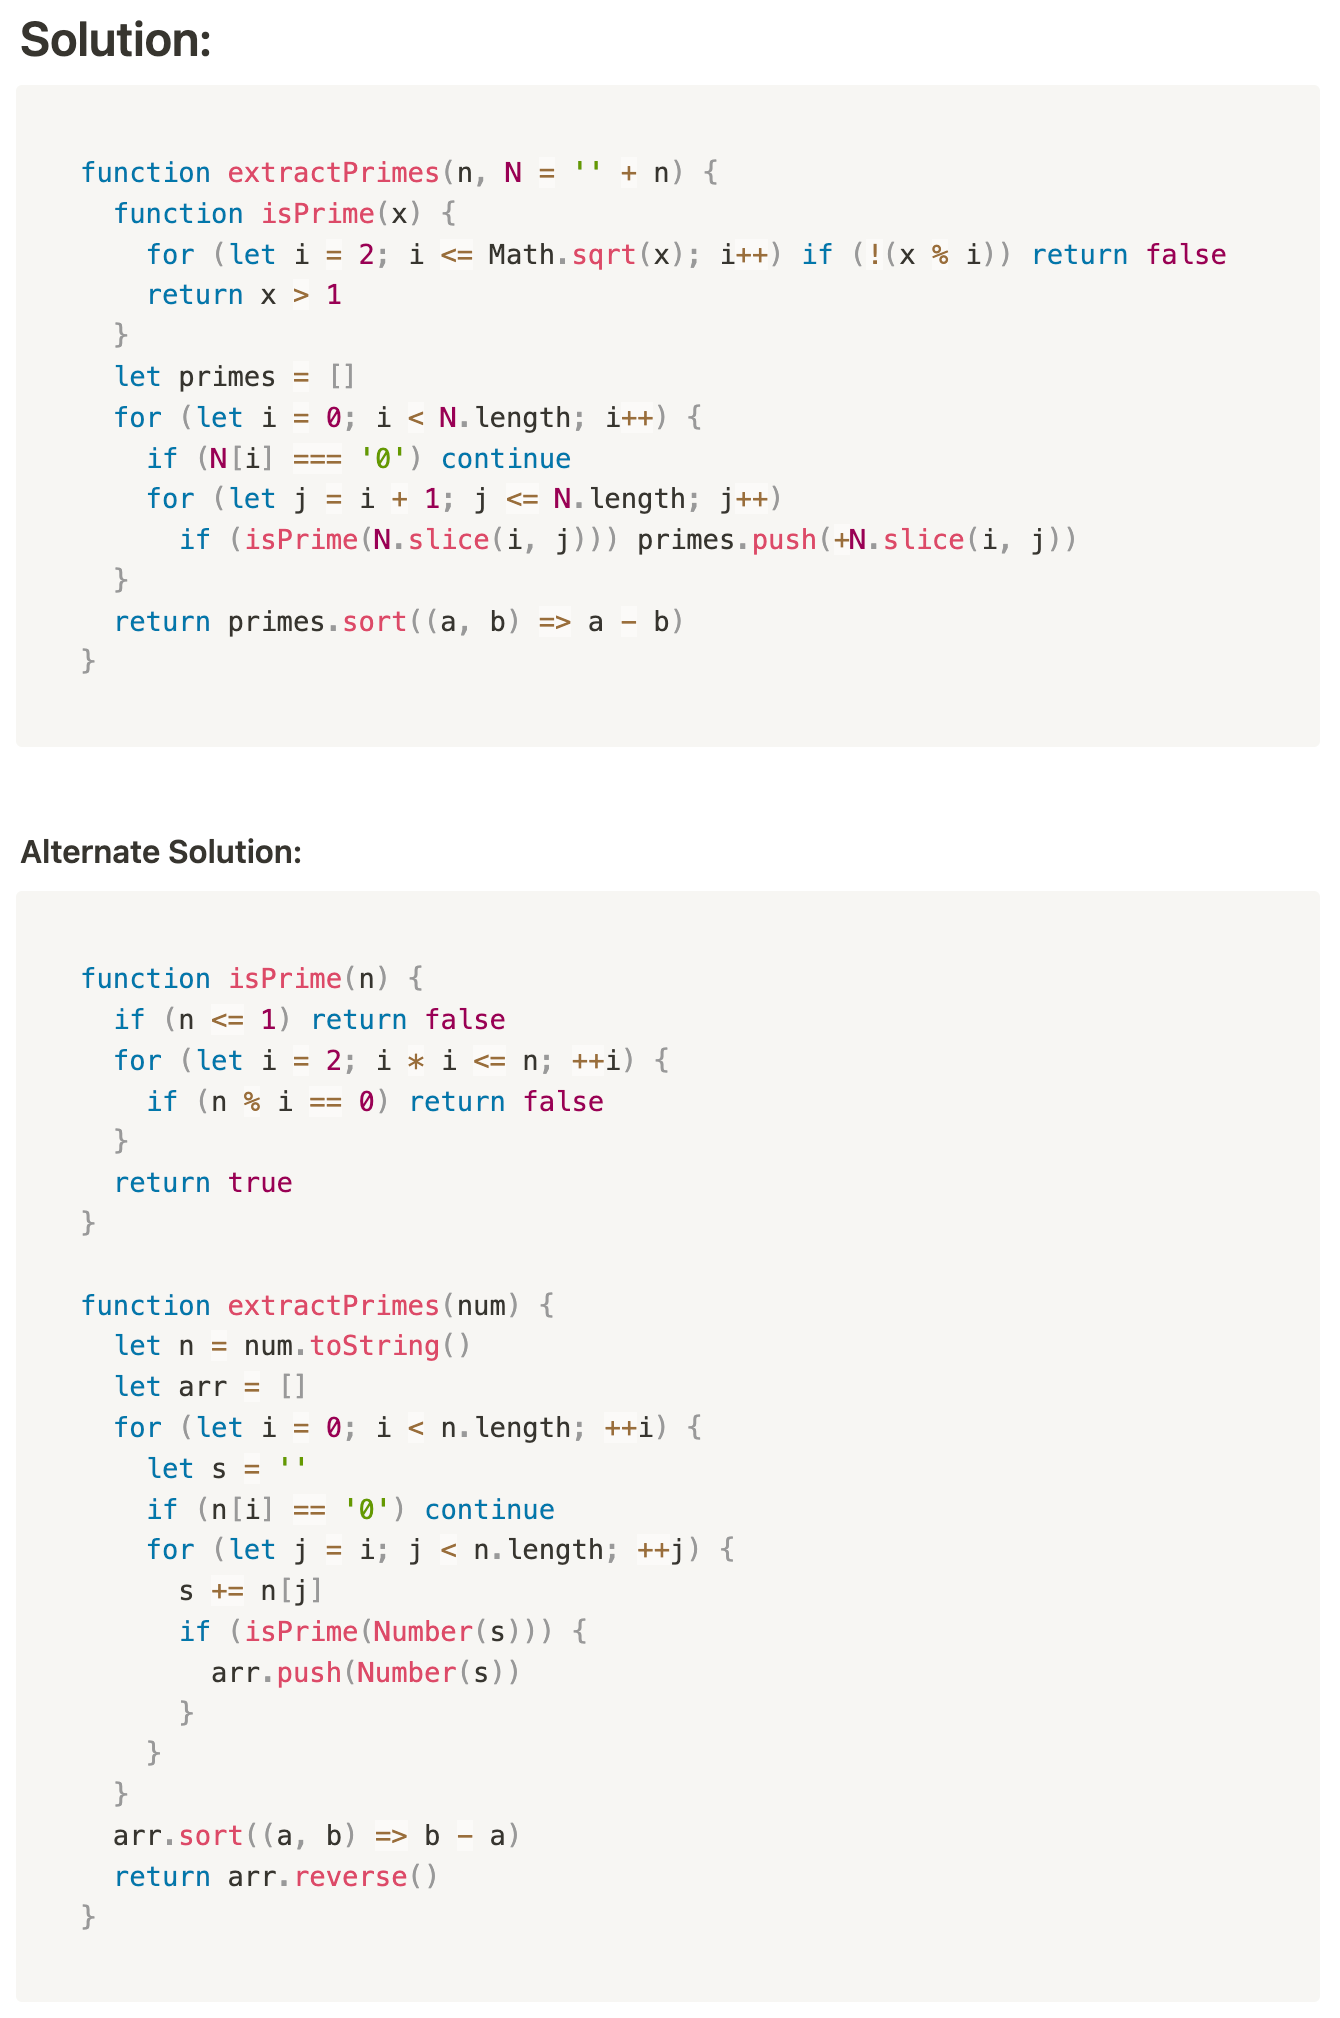 Solution:
function extractPrimes(n, N = '' + n) {
  function isPrime(x) {
    for (let i = 2; i <= Math.sqrt(x); i++) if (!(x % i)) return false
    return x > 1
  }
  let primes = []
  for (let i = 0; i < N.length; i++) {
    if (N[i] === '0') continue
    for (let j = i + 1; j <= N.length; j++)
      if (isPrime(N.slice(i, j))) primes.push(+N.slice(i, j))
  }
  return primes.sort((a, b) => a - b)
}
Alternate Solution:
function isPrime(n) {
  if (n <= 1) return false
  for (let i = 2; i * i <= n; ++i) {
    if (n % i == 0) return false
  }
  return true
}
function extractPrimes(num) {
  let n = num.toString()
  let arr = []
  for (let i = 0; i < n.length; ++i) {
    let s = ''
    if (n[i] == '0') continue
    for (let j = i; j < n.length; ++j) {
      s += n[j]
      if (isPrime(Number(s))) {
        arr.push(Number(s))
      }
    }
  }
  arr.sort((a, b) => b - a)
  return arr.reverse()
}